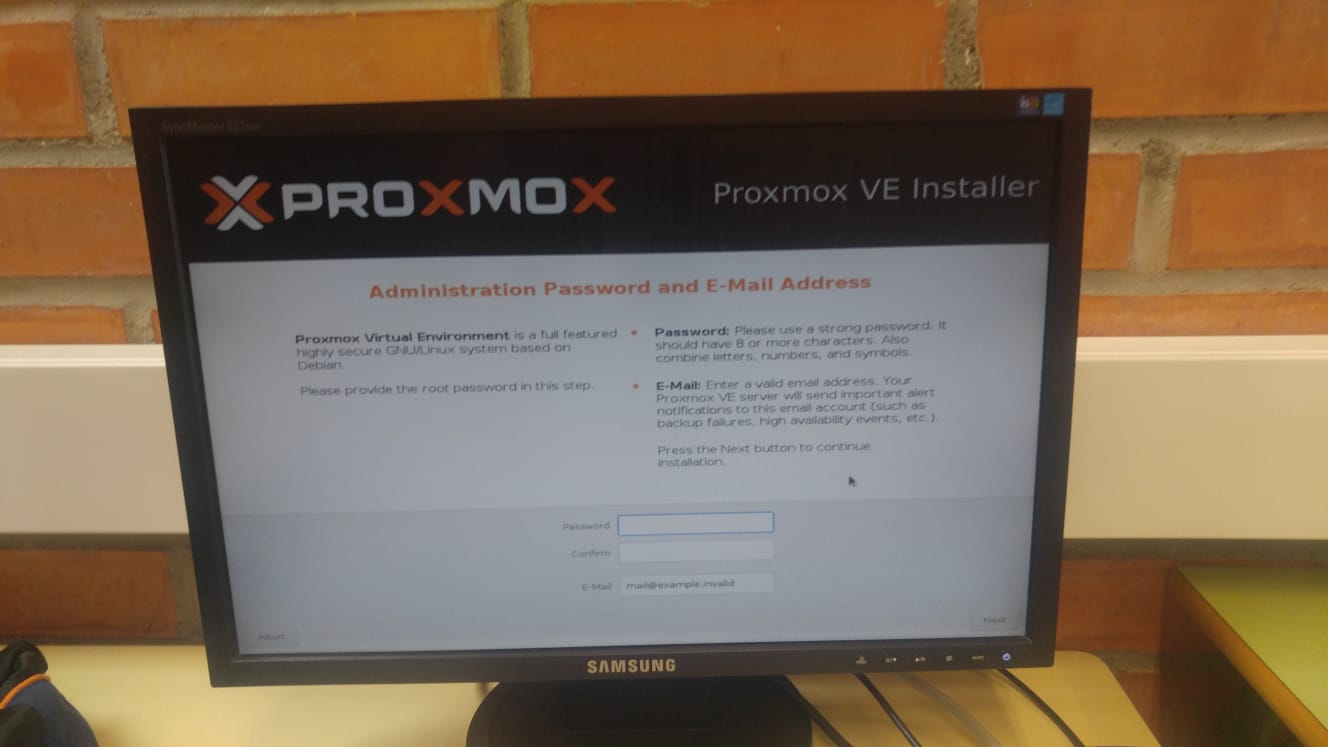 PROXMOX
Proxmox VE Installer
Administration Password and E-Mail Address
Proxmox Virtual Environment is a full featured
highly secure GNU/Linux system based on
Debian.
Please provide the root password in this step.
Password: Please use a strong password. It
should have 8 or more characters. Also
combine letters, numbers, and symbols.
E-Mail: Enter a valid email address. Your
Proxmox VE server will send important alert
notifications to this email account (such as
backup failures, high availability events, etc.).
Press the Next button to continue
installation.
Password
Confirm
E-Mail
mail@example.invalid
Abort
Next
SAMSUNG